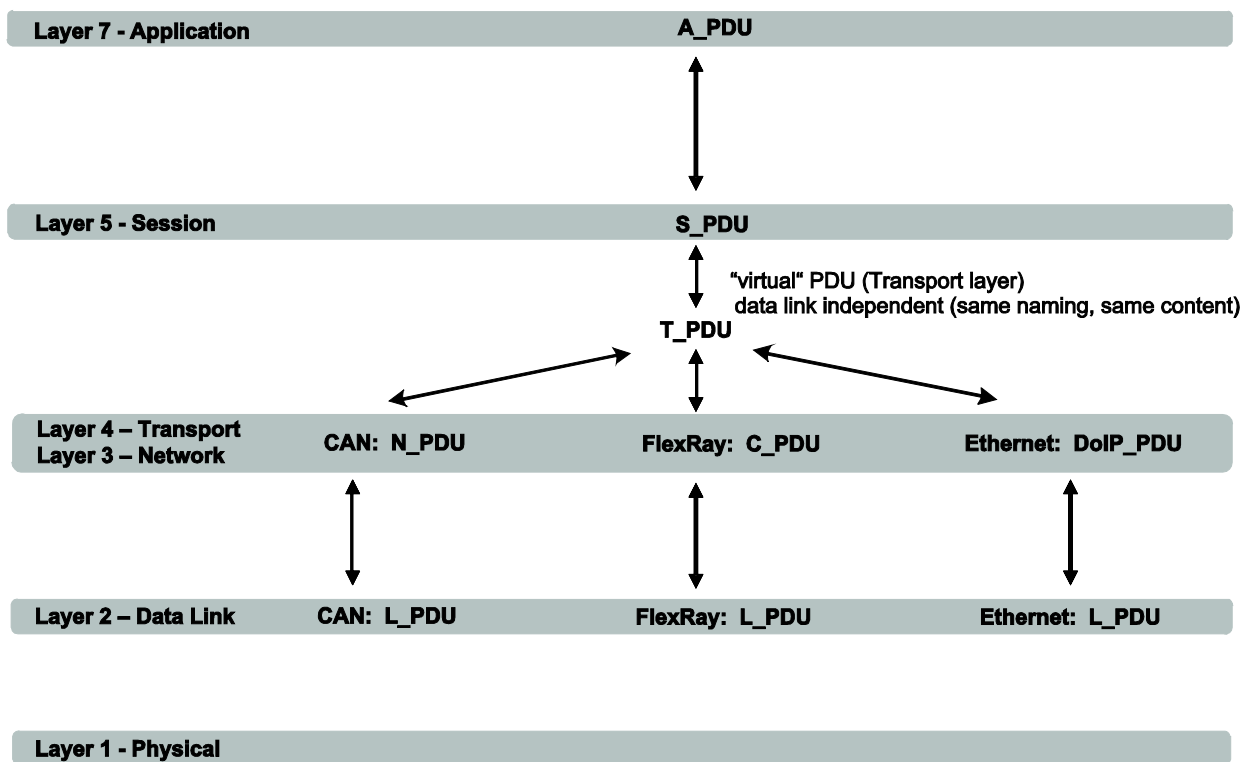 Layer 7 - Application A_PDU
Layer 5 - Session S_PDU
“virtual“ PDU (Transport layer)
data link independent (same naming, same content)
T_PDU
Layer 4 – Transport
Layer 3 – Network
CAN: N_PDU FlexRay: C_PDU Ethernet: DoIP_PDU
Layer 2 – Data Link CAN: L_PDU FlexRay: L_PDU Ethernet: L_PDU
Layer 1 - Physical